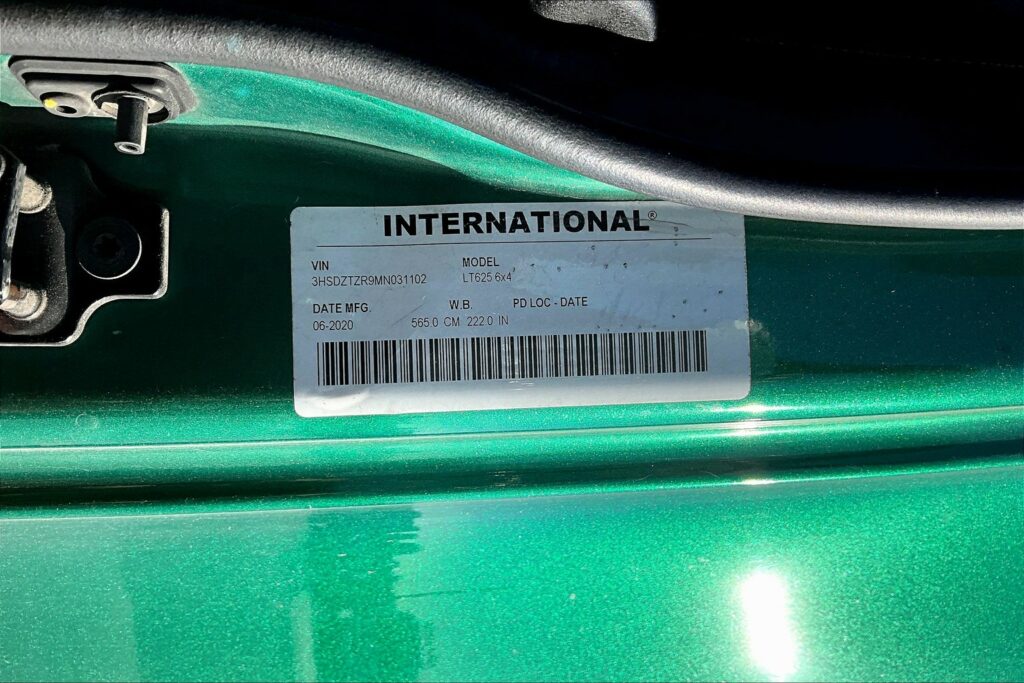 INTERNATIONAL®
VIN MODEL
3HSDZTZR9MN031102 LT625 6x4
DATE MFG. W.B. PD LOC - DATE
06-2020 565.0 CM 222.0 IN